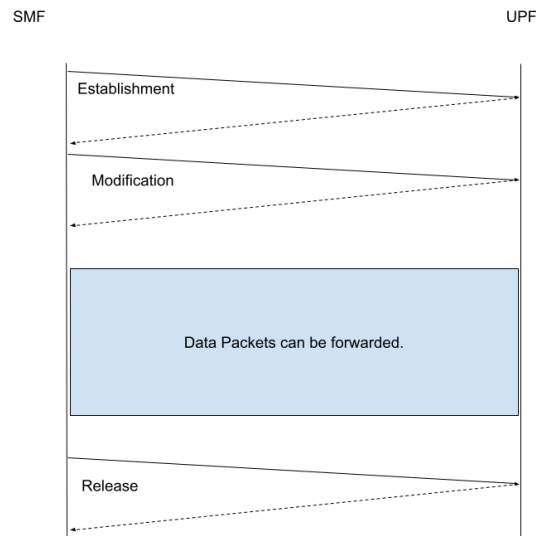 SMF
UPF
Establishment
Modification
Data Packets can be forwarded.
Release